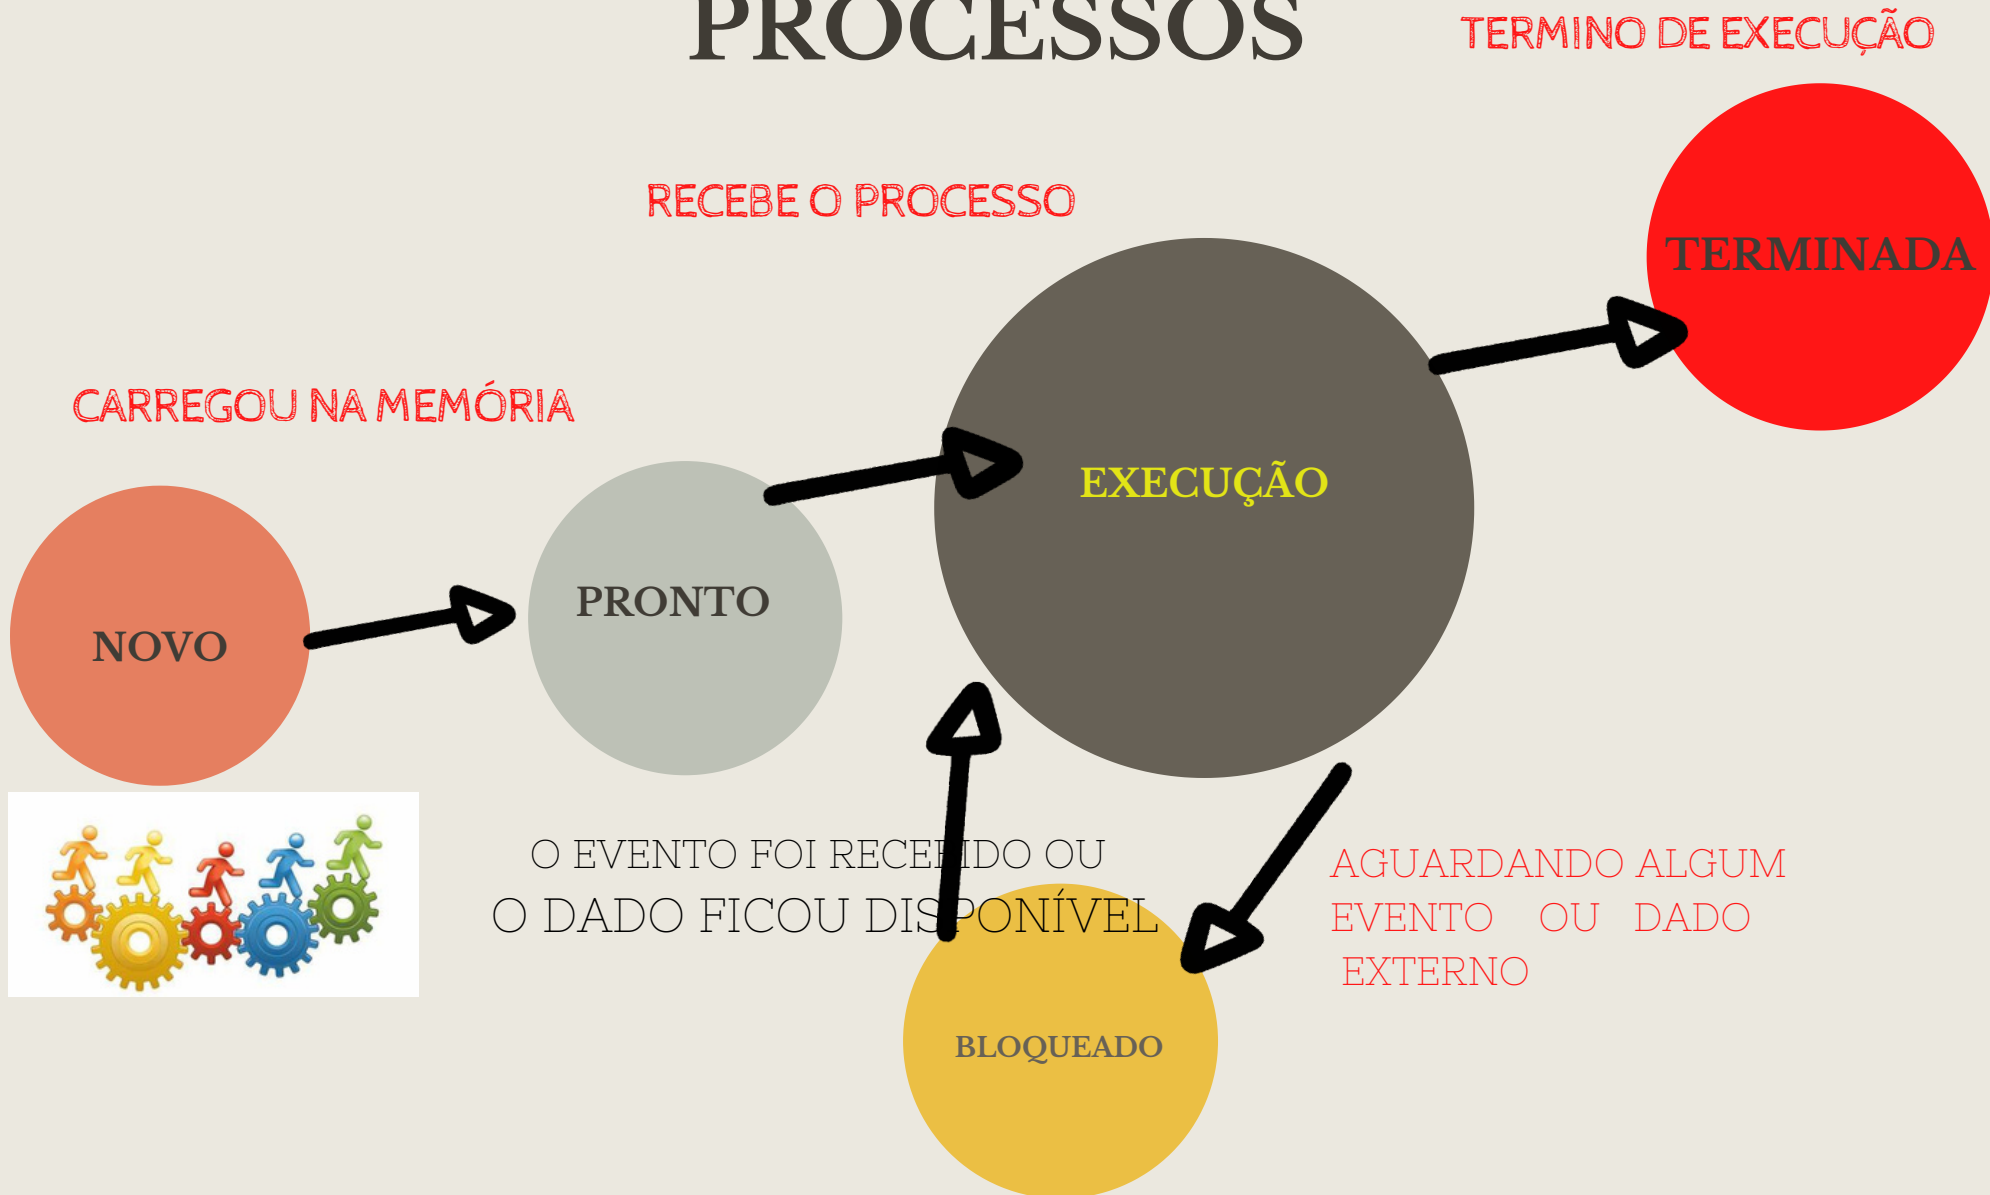 PROCESSOS
TERMINO DE EXECUÇÃO
RECEBE O PROCESSO
TERMINADA
CARREGOU NA MEMÓRIA
EXECUÇÃO
PRONTO
NOVO
O EVENTO FOI RECEBIDO OU
O DADO FICOU DISPONÍVEL
AGUARDANDO ALGUM
EVENTO OU DADO
EXTERNO
BLOQUEADO